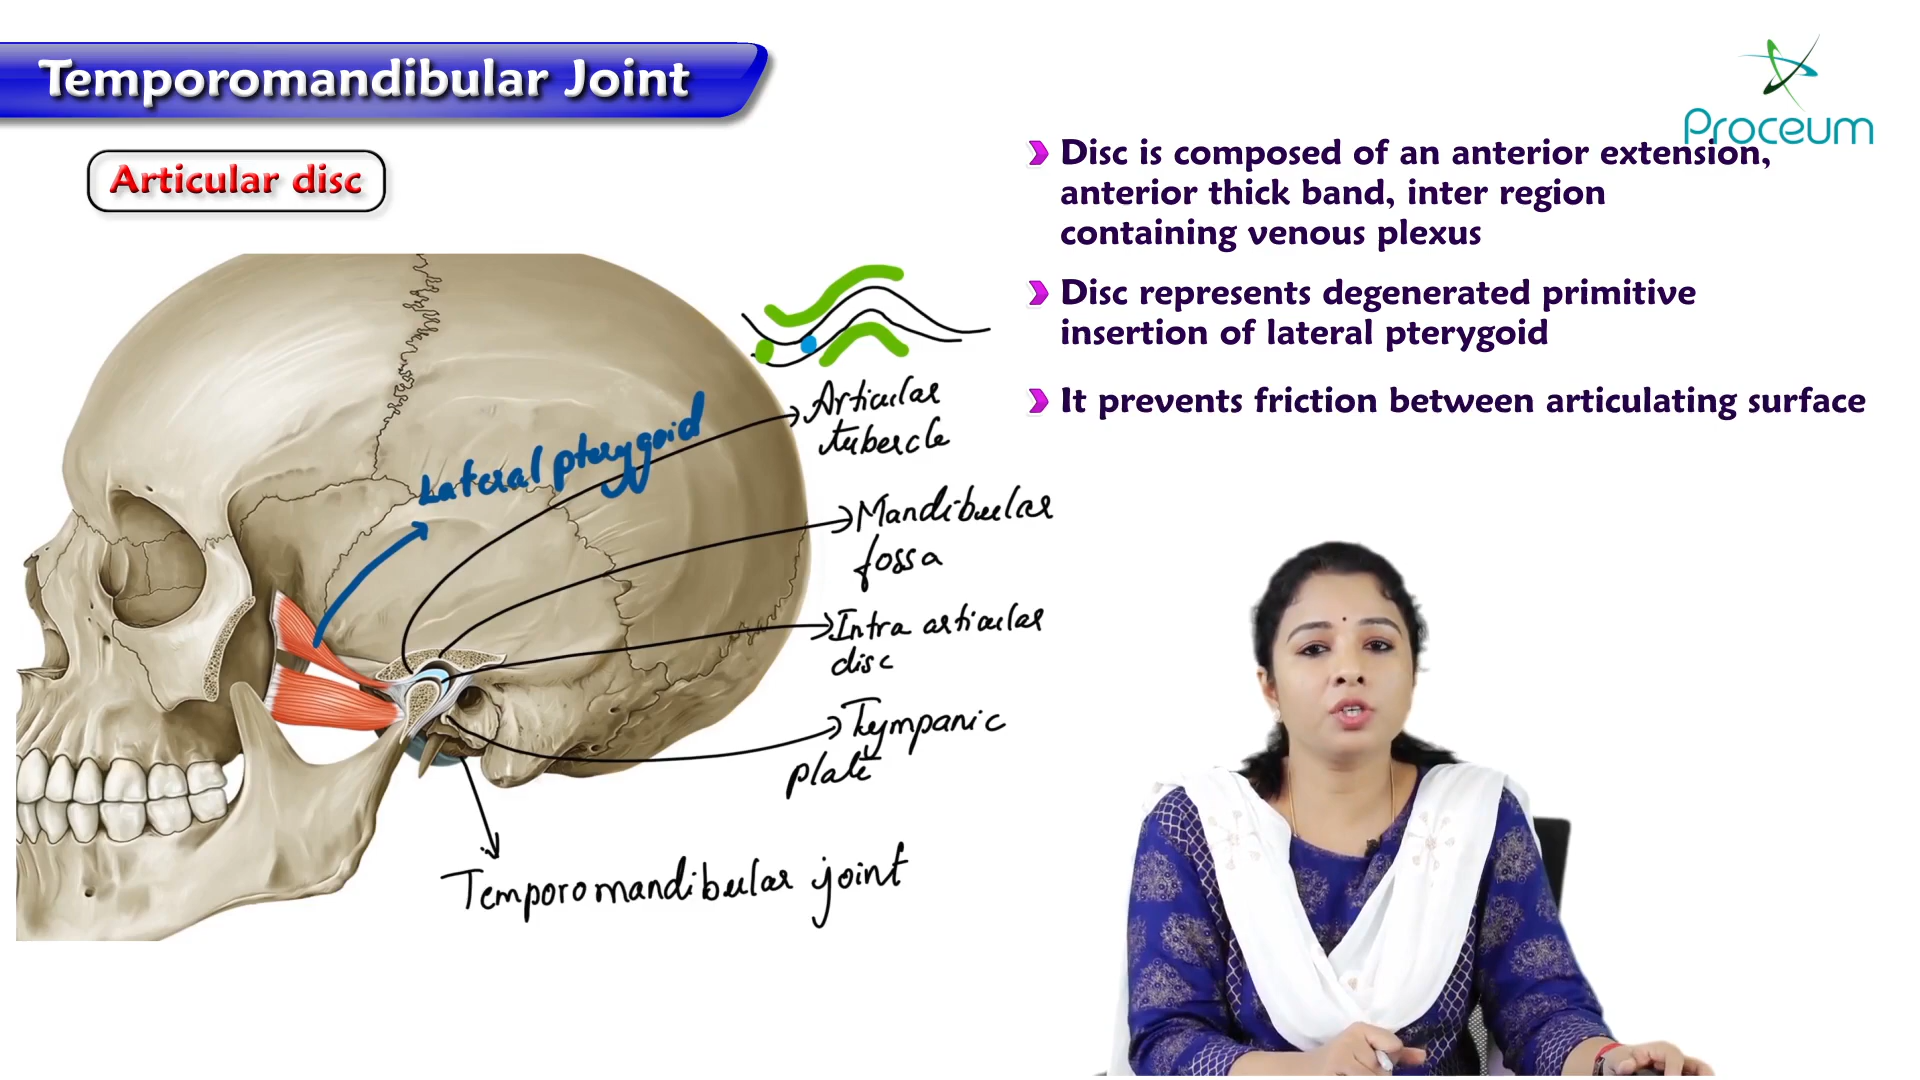 Temporomandibular Joint
Proceum
Articular disc
Disc is composed of an anterior extension,
anterior thick band, inter region
containing venous plexus
Disc represents degenerated primitive
insertion of lateral pterygoid
It prevents friction between articulating surface
Lateral pterygoid
Articular
tubercle
Mandibular
fossa
Intra articular
disc
Tympanic
plate
Temporomandibular joint